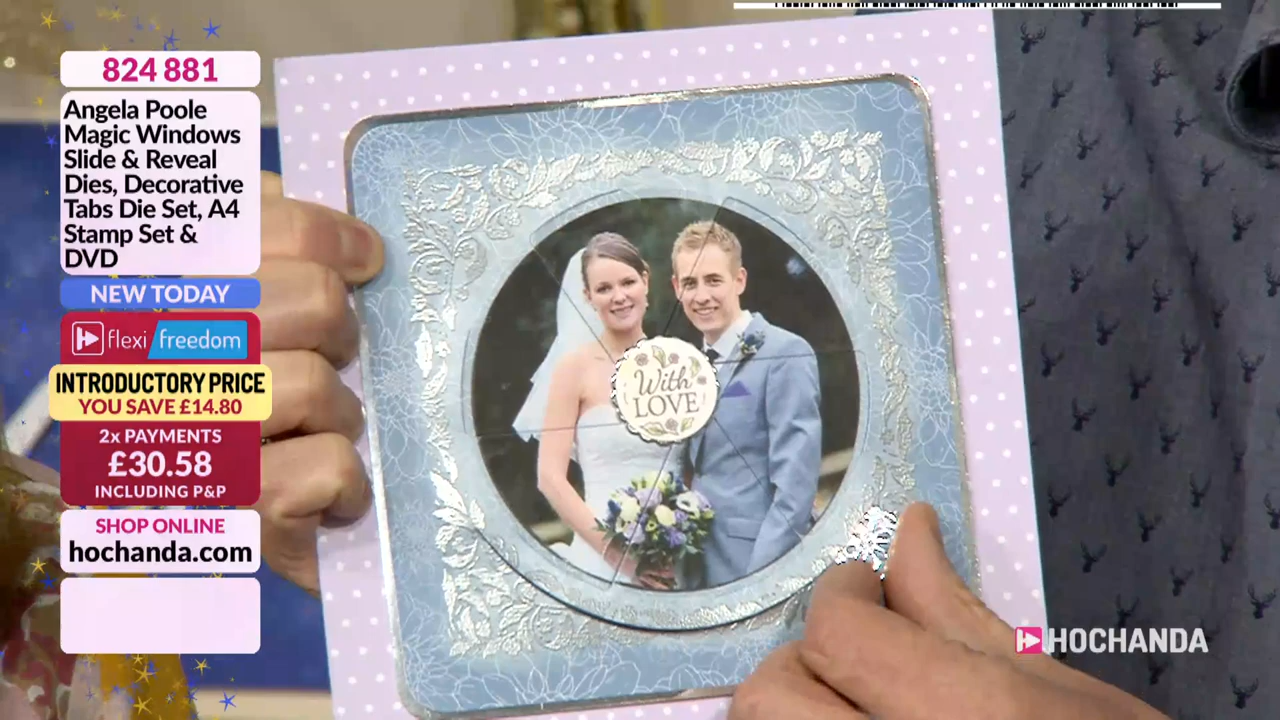 824 881
Angela Poole
Magic Windows
Slide & Reveal
Dies, Decorative
Tabs Die Set, A4
Stamp Set &
DVD
NEW TODAY
flexi freedom
INTRODUCTORY PRICE
YOU SAVE £14.80
2x PAYMENTS
£30.58
INCLUDING P&P
SHOP ONLINE
hochanda.com
With
LOVE
HOCHANDA